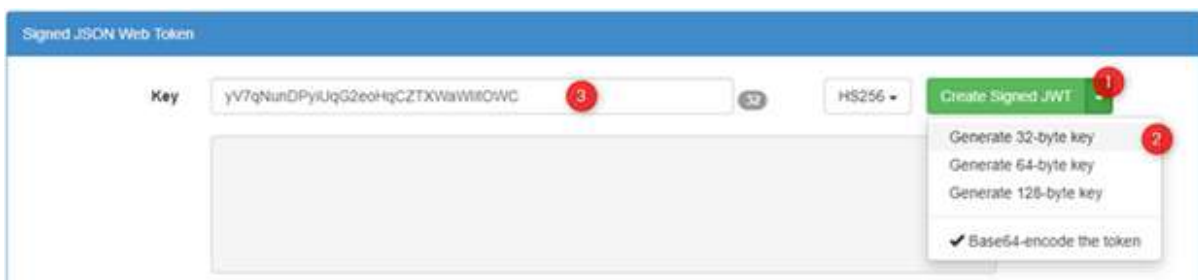 Signed JSON Web Token
Key
32
HS256
Create Signed JWT
1
3
Generate 32-byte key
2
Generate 64-byte key
Generate 128-byte key
✔ Base64-encode the token